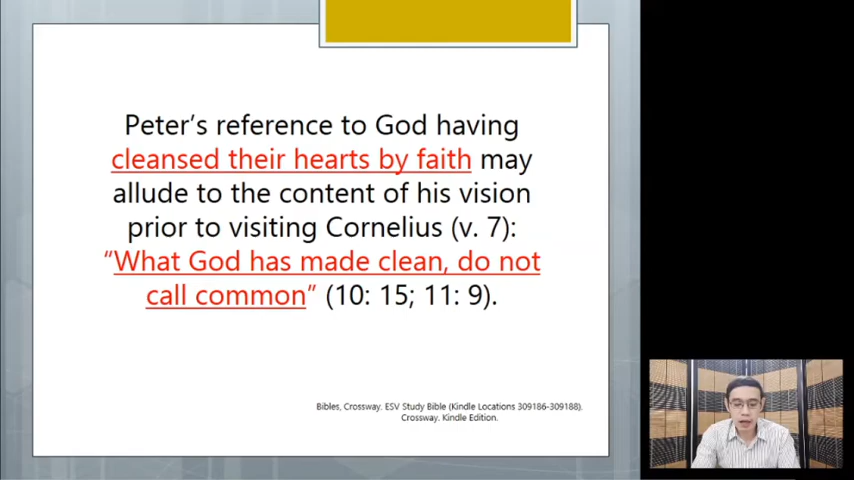 Peter's reference to God having
cleansed their hearts by faith may
allude to the content of his vision
prior to visiting Cornelius (v. 7):
“What God has made clean, do not
call common” (10: 15; 11: 9).
Bibles, Crossway. ESV Study Bible (Kindle Locations 309186-309188).
Crossway. Kindle Edition.